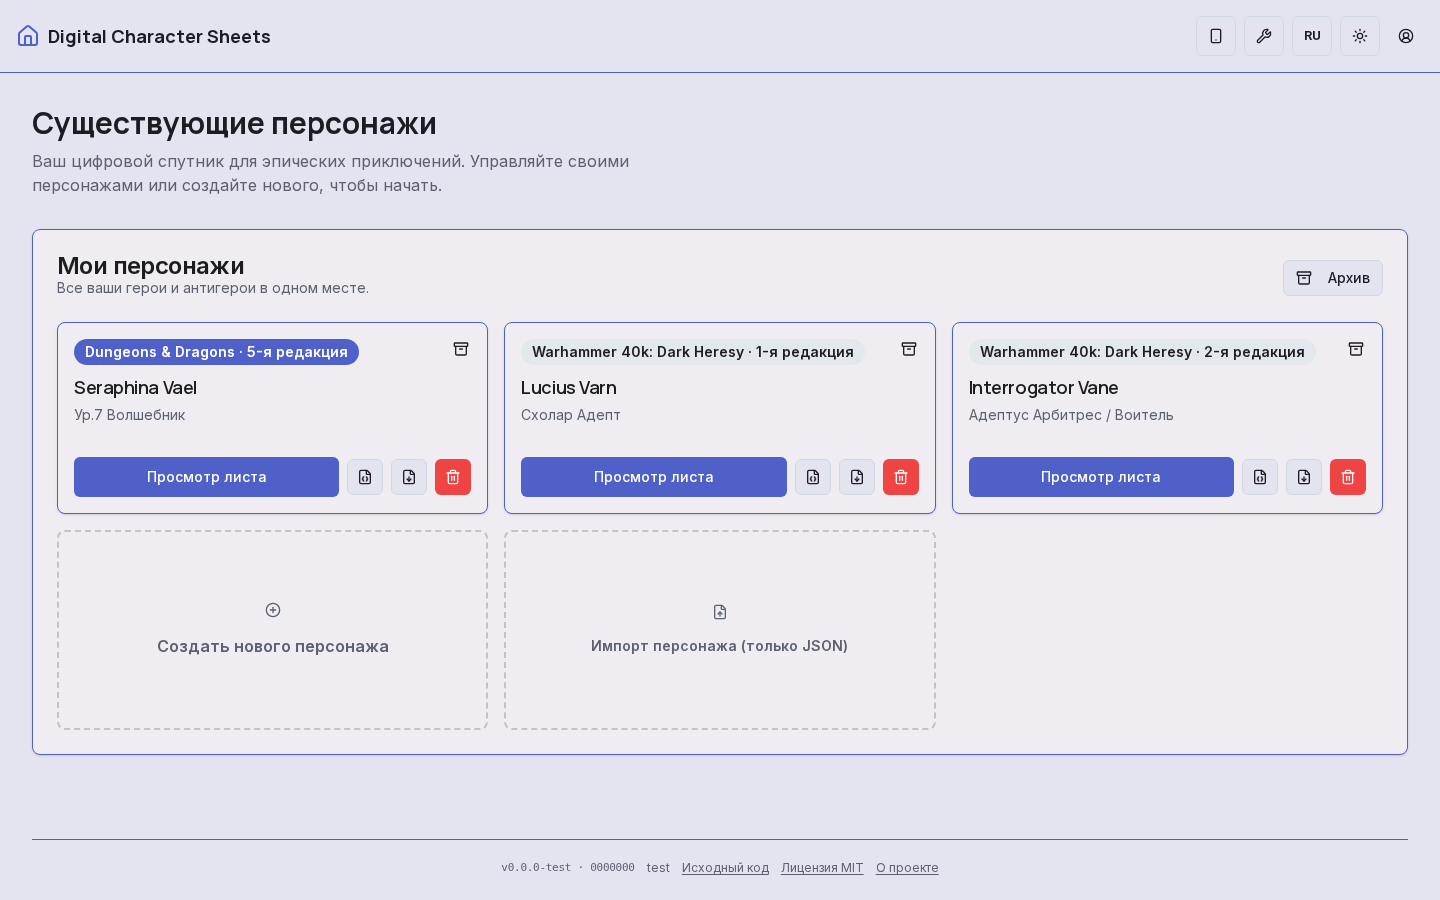 Digital Character Sheets
RU
Существующие персонажи
Ваш цифровой спутник для эпических приключений. Управляйте своими
персонажами или создайте нового, чтобы начать.
Мои персонажи
Все ваши герои и антигерои в одном месте.
Архив
Dungeons & Dragons · 5-я редакция
Seraphina Vael
Ур.7 Волшебник
Просмотр листа
Warhammer 40k: Dark Heresy · 1-я редакция
Lucius Varn
Схолар Адепт
Просмотр листа
Warhammer 40k: Dark Heresy · 2-я редакция
Interrogator Vane
Адептус Арбитрес / Воитель
Просмотр листа
Создать нового персонажа
Импорт персонажа (только JSON)
v0.0.0-test · 0000000 test Исходный код Лицензия MIT О проекте